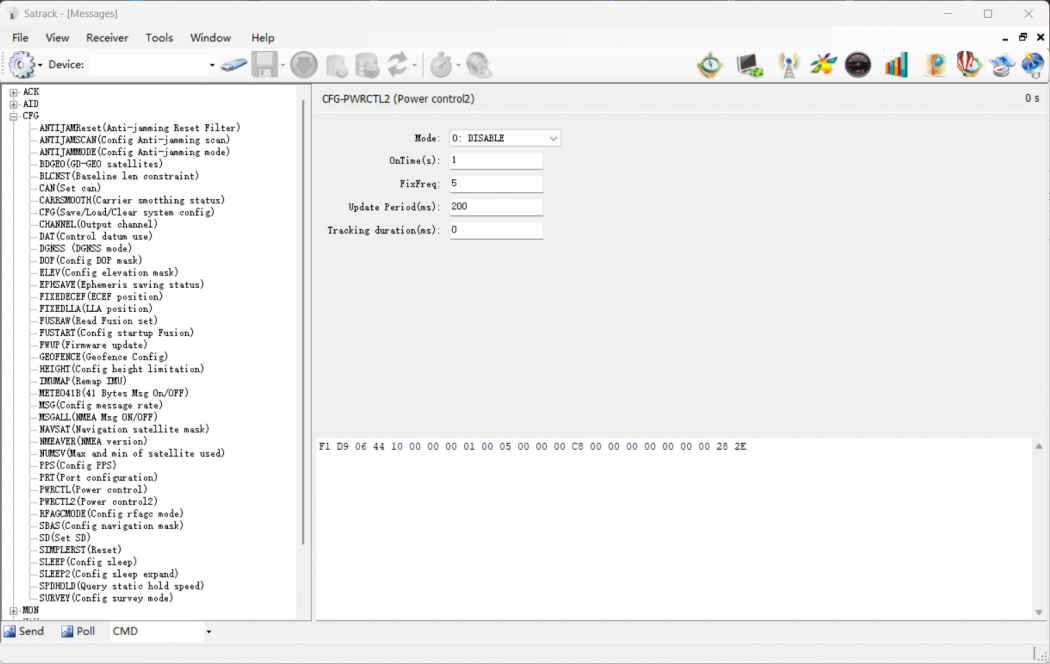 Satrack - [Messages]
File View Receiver Tools Window Help
Device:
ACK
AID
CFG
ANTIJAMReset(Anti-jamming Reset Filter)
ANTIJAMSCAN(Config Anti-jamming scan)
ANTIJAMMODE(Config Anti-jamming mode)
BDGEO(GD-GEO satellites)
BLCNST(Baseline len constraint)
CAN(Set can)
CARRSMOOTH(Carrier smotthing status)
CFG(Save/Load/Clear system config)
CHANNEL(Output channel)
DAT(Control datum use)
DGNSS (DGNSS mode)
DOP(Config DOP mask)
ELEV(Config elevation mask)
EPHSAVE(Ephemeris saving status)
FIXEDECEF(ECEF position)
FIXEDLLA(LLA position)
FUSRAW(Read Fusion set)
FUSTART(Config startup Fusion)
FWUP(Firmware update)
GEOFENCE(Geofence Config)
HEIGHT(Config height limitation)
IMUMAP(Remap IMU)
METEO41B(41 Bytes Msg On/OFF)
MSG(Config message rate)
MSGALL(NMEA Msg ON/OFF)
NAVSAT(Navigation satellite mask)
NMEAVER(NMEA version)
NUMSV(Max and min of satellite used)
PPS(Config PPS)
PRT(Port configuration)
PWRCTL(Power control)
PWRCTL2(Power control2)
RFAGCMODE(Config rfagc mode)
SBAS(Config navigation mask)
SD(Set SD)
SIMPLERST(Reset)
SLEEP(Config sleep)
SLEEP2(Config sleep expand)
SPDHOLD(Query static hold speed)
SURVEY(Config survey mode)
MON
CFG-PWRCTL2 (Power control2) 0 s
Mode: 0: DISABLE
OnTime(s): 1
FixFreq: 5
Update Period(ms): 200
Tracking duration(ms): 0
F1 D9 06 44 10 00 00 00 01 00 05 00 00 00 C8 00 00 00 00 00 00 00 28 2E
Send Poll CMD